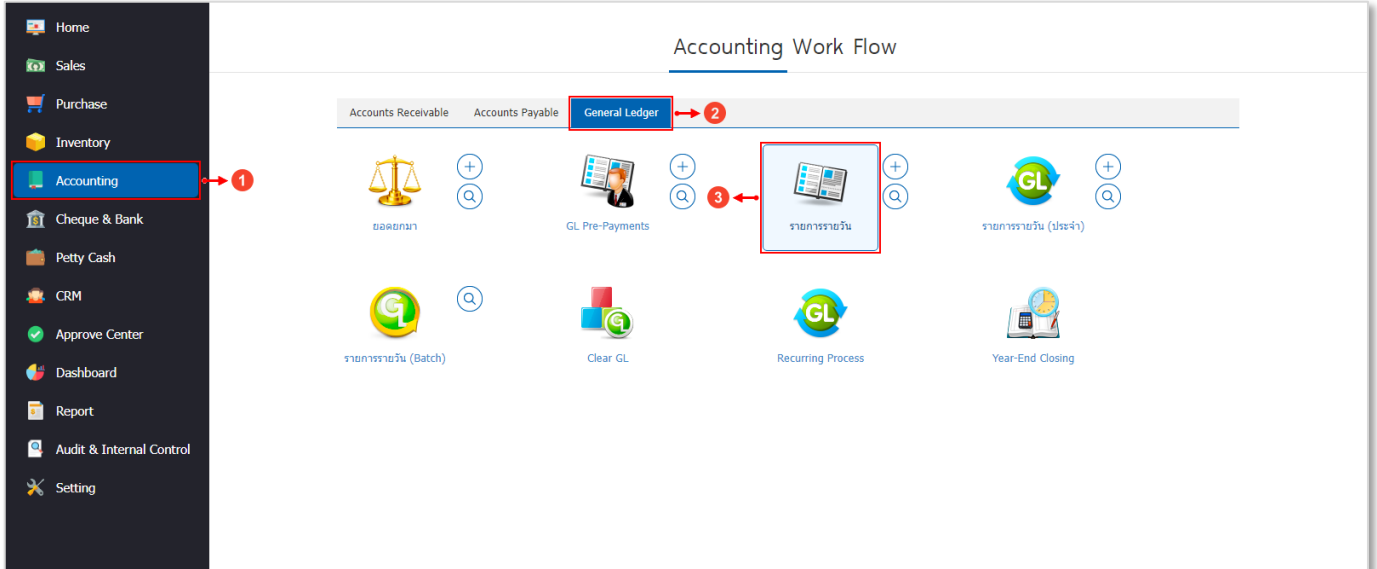 Home
Sales
Purchase
Inventory
Accounting
Cheque & Bank
Petty Cash
CRM
Approve Center
Dashboard
Report
Audit & Internal Control
Setting
1
Accounting Work Flow
Accounts Receivable Accounts Payable General Ledger 2
3
ยอดยกมา GL Pre-Payments รายการรายวัน รายการรายวัน (ประจำ)
รายการรายวัน (Batch) Clear GL Recurring Process Year-End Closing